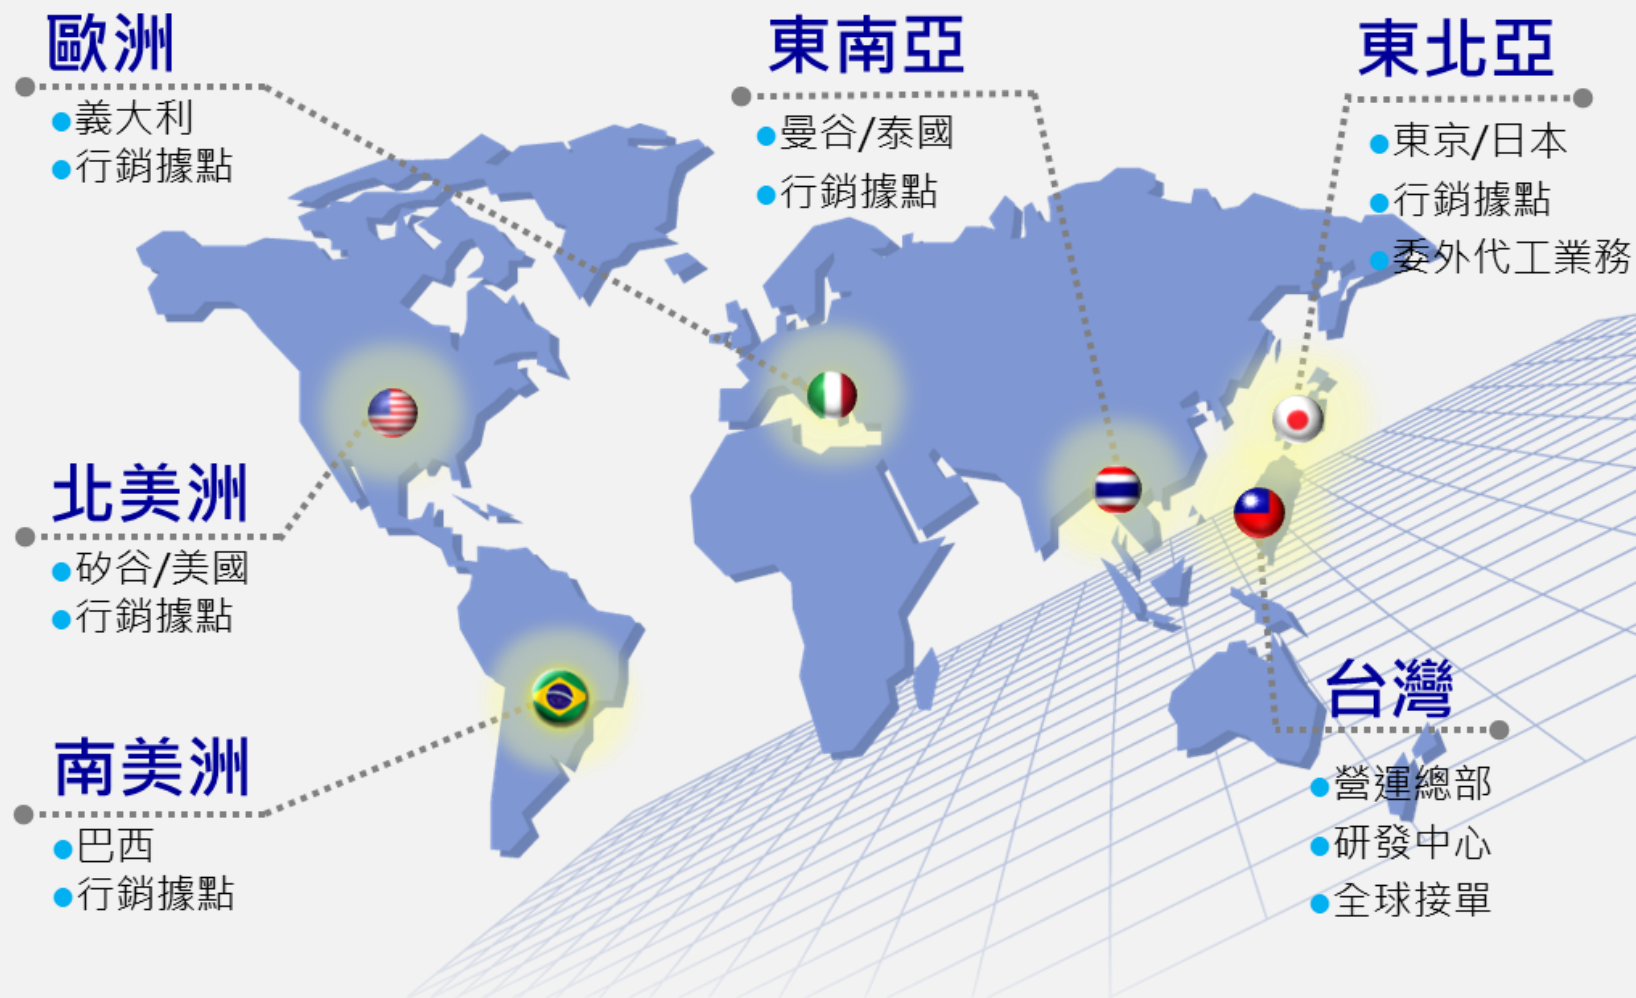 歐洲
義大利
行銷據點
東南亞
曼谷/泰國
行銷據點
東北亞
東京/日本
行銷據點
委外代工業務
北美洲
矽谷/美國
行銷據點
南美洲
巴西
行銷據點
台灣
營運總部
研發中心
全球接單